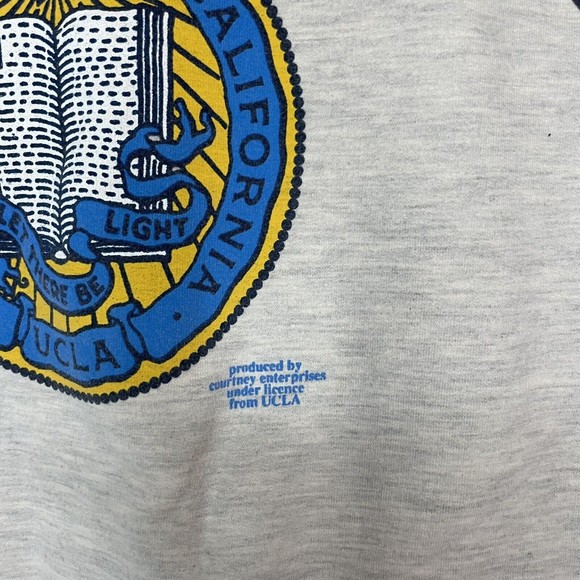 CALIFORNIA
LET THERE BE
LIGHT
UCLA
produced by
courtney enterprises
under licence
from UCLA